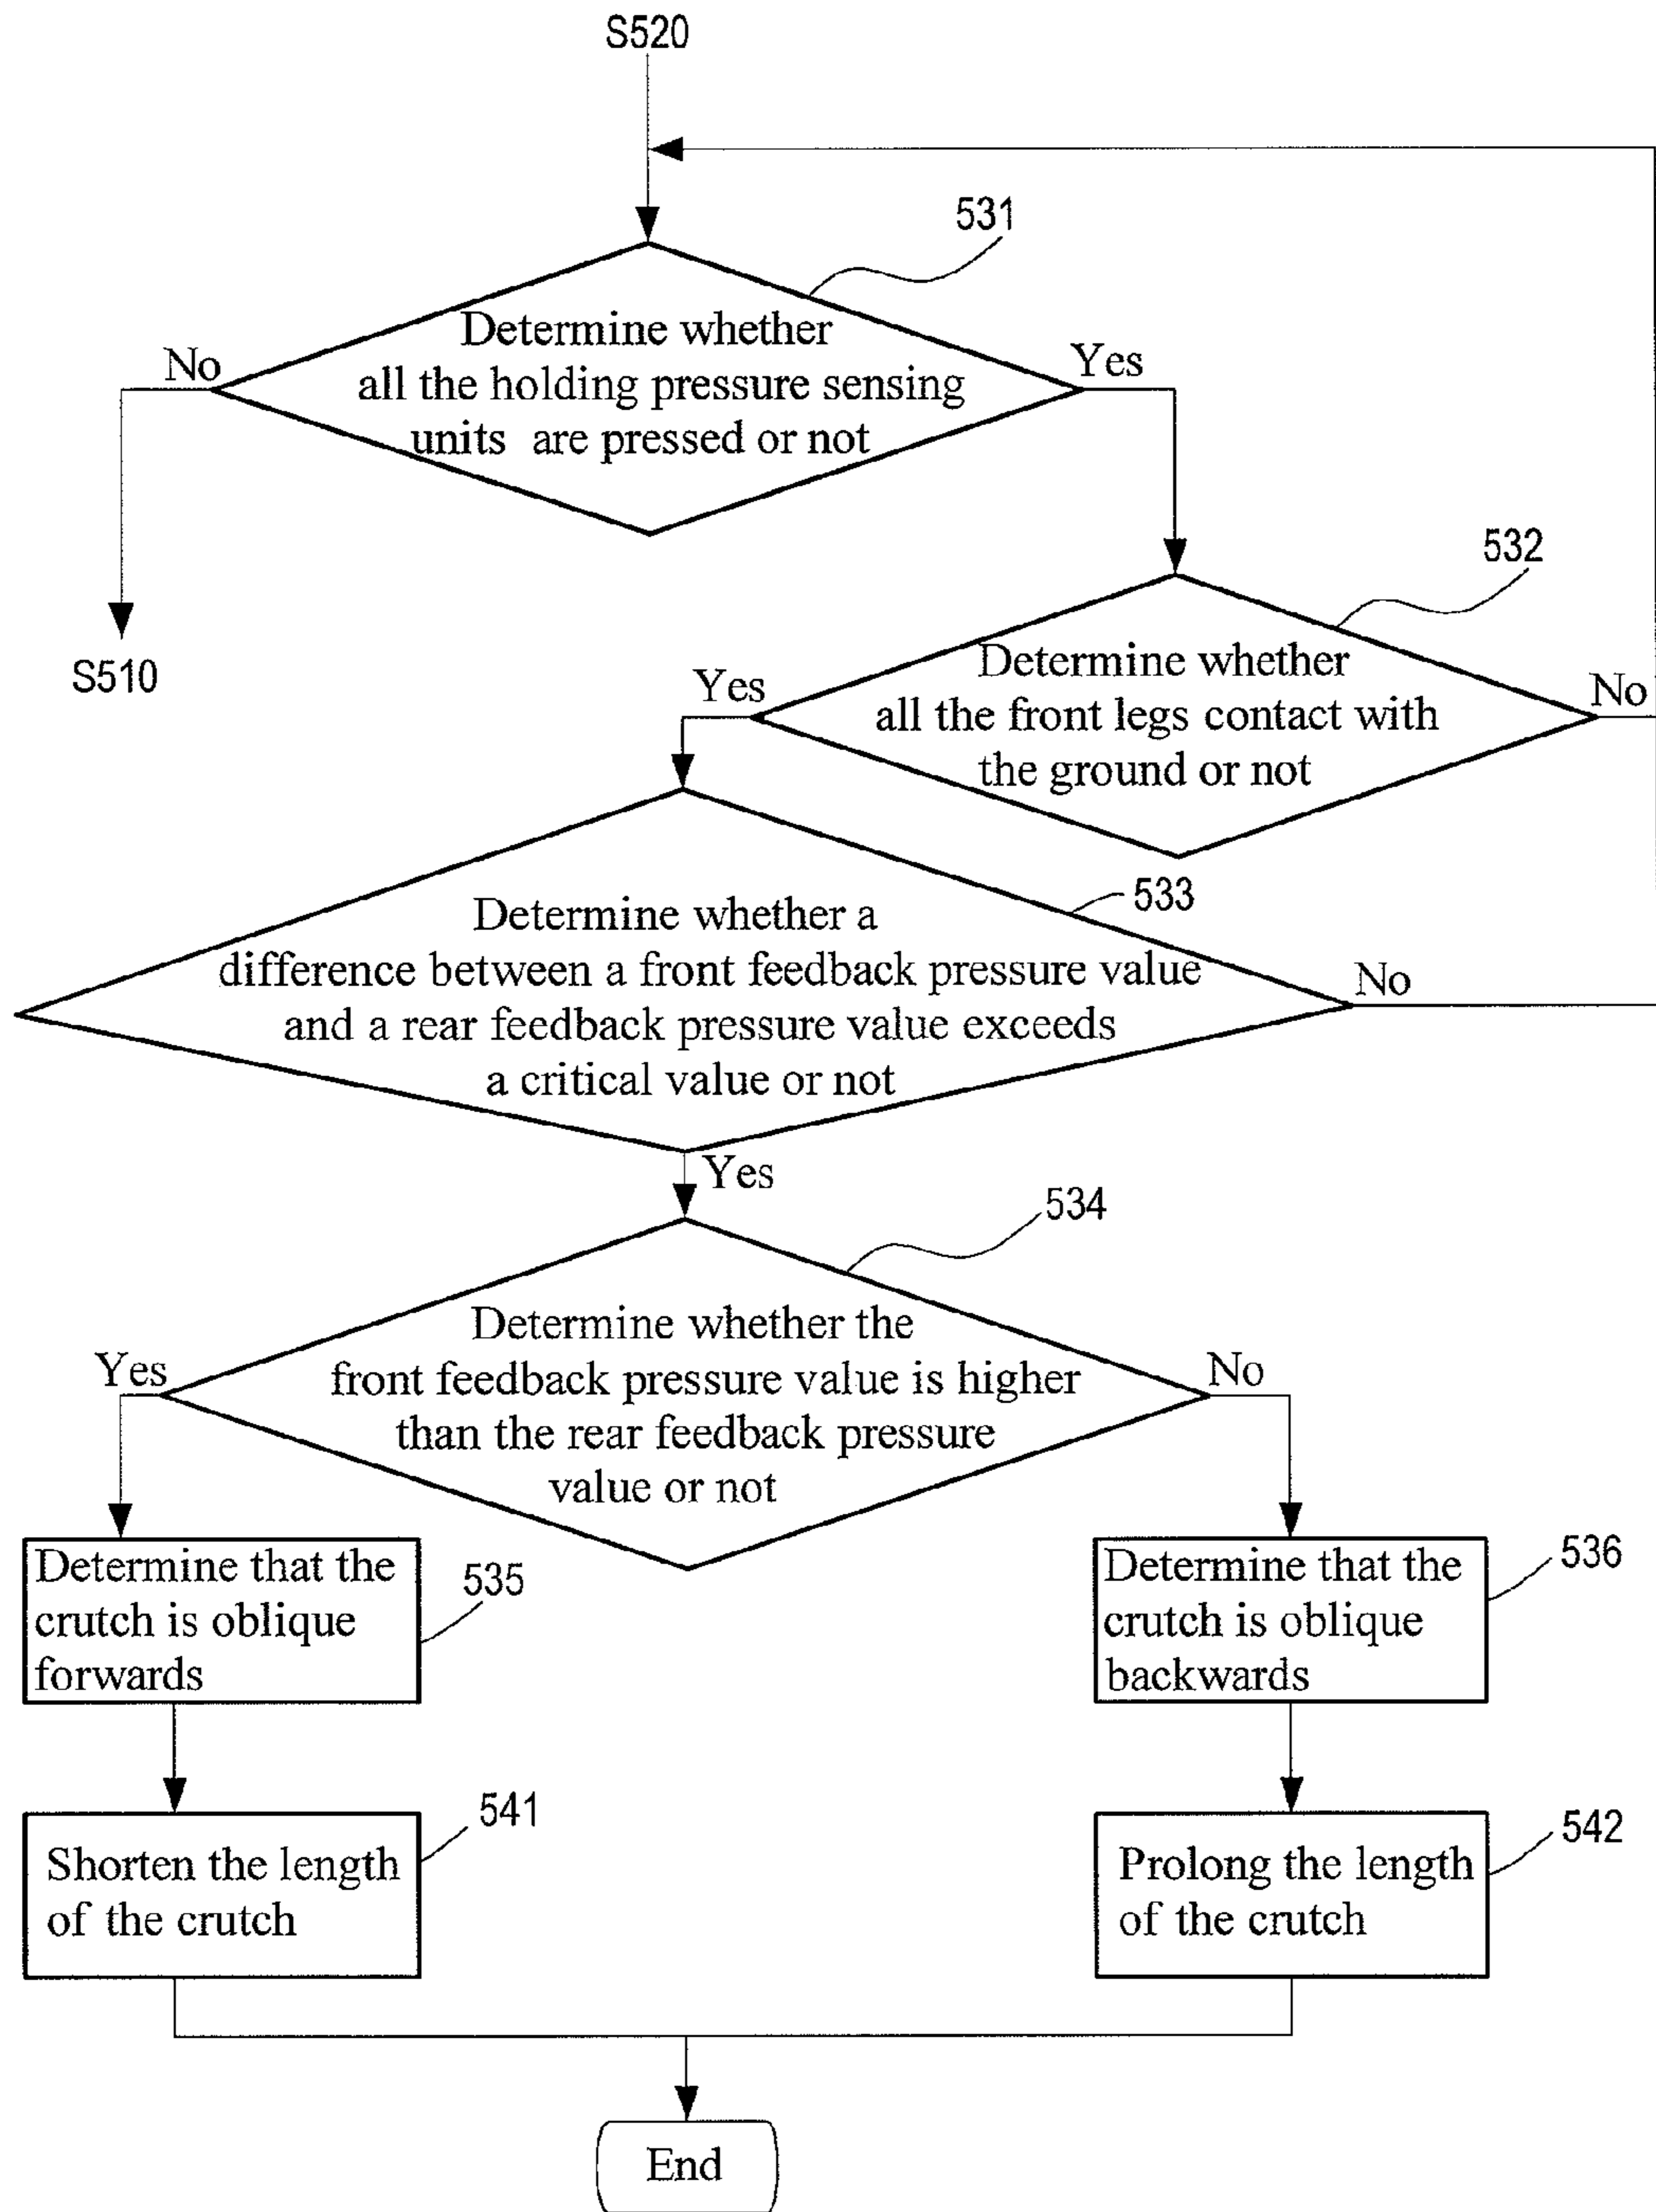 S520
531
Determine whether
all the holding pressure sensing
units are pressed or not
No
Yes
S510
532
Determine whether
all the front legs contact with
the ground or not
Yes
No
533
Determine whether a
difference between a front feedback pressure value
and a rear feedback pressure value exceeds
a critical value or not
No
Yes
534
Determine whether the
front feedback pressure value is higher
than the rear feedback pressure
value or not
Yes
No
Determine that the
crutch is oblique
forwards
535
Determine that the
crutch is oblique
backwards
536
Shorten the length
of the crutch
541
Prolong the length
of the crutch
542
End